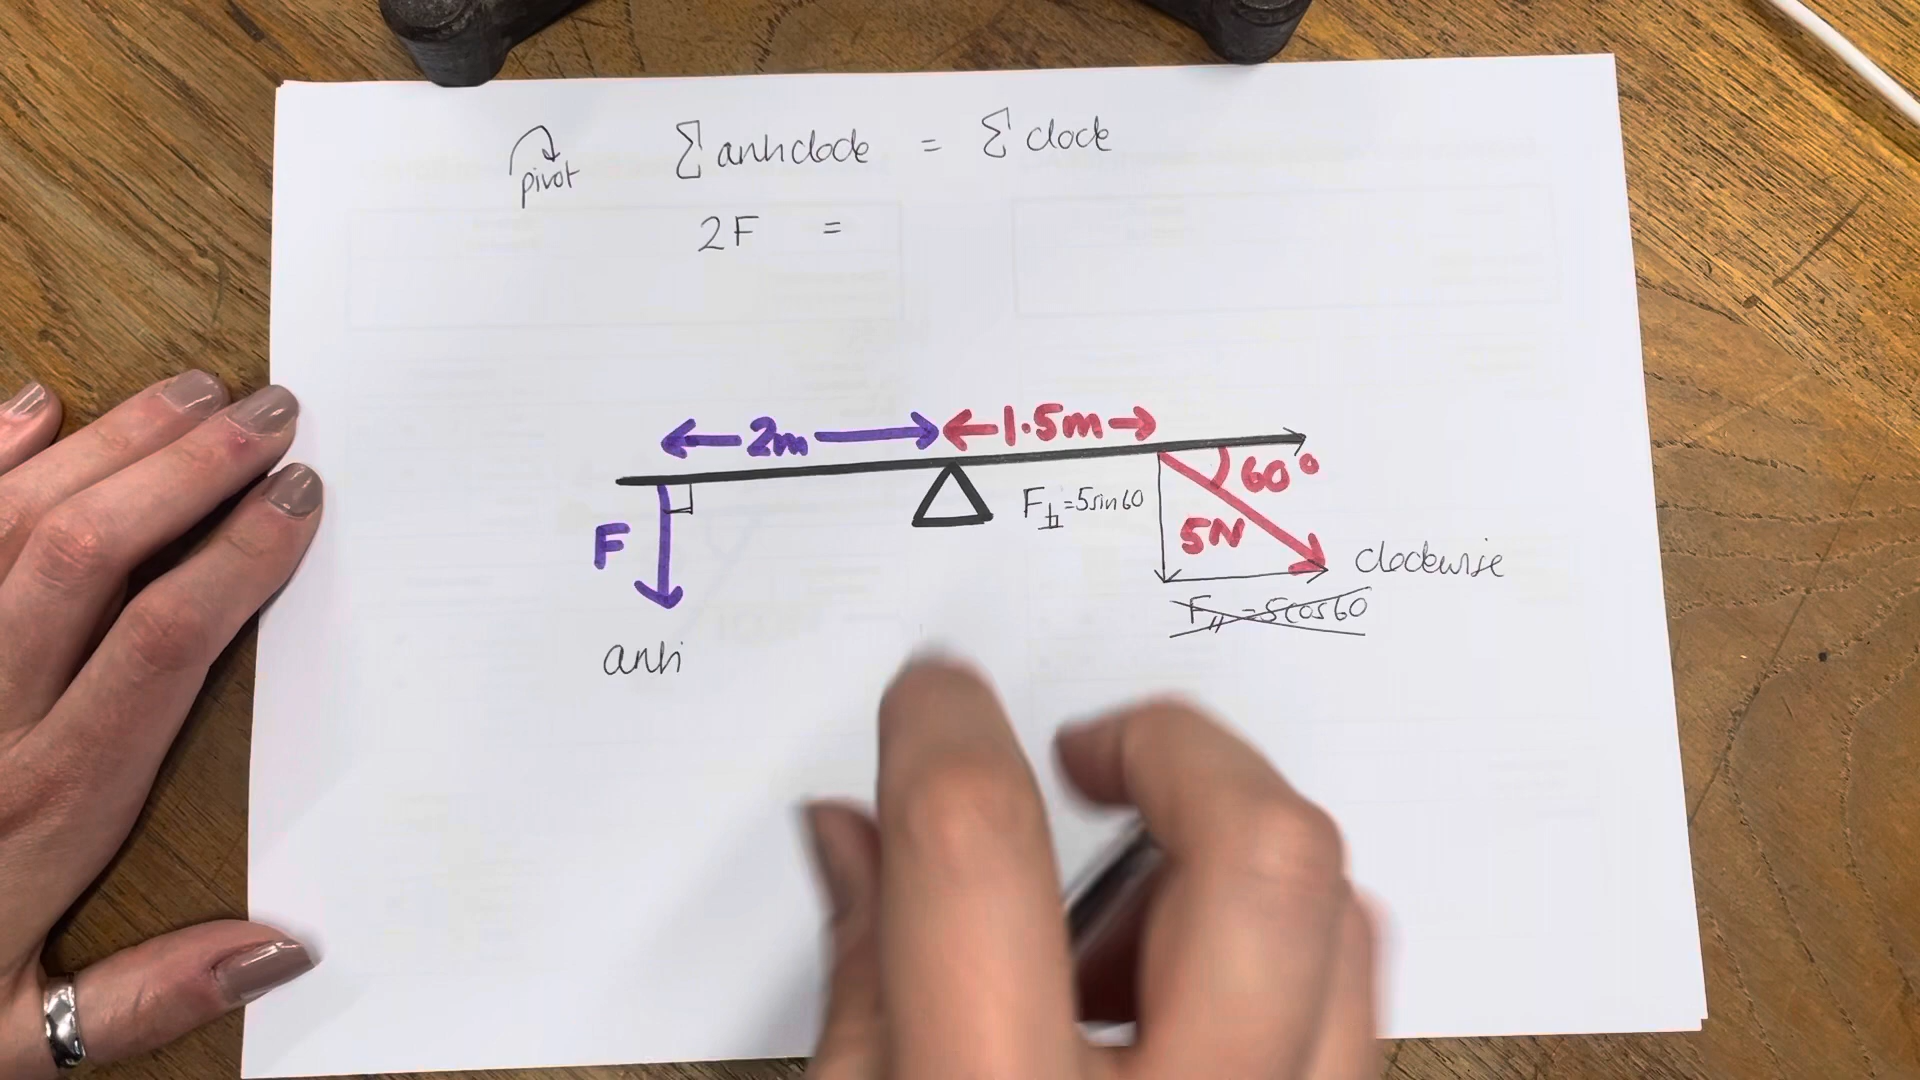 pivot
∑ anticlock = ∑ clock
2F =
2m 1.5m
60°
F⊥=5sin60
F
5N
clockwise
F∥=5cos60
anti